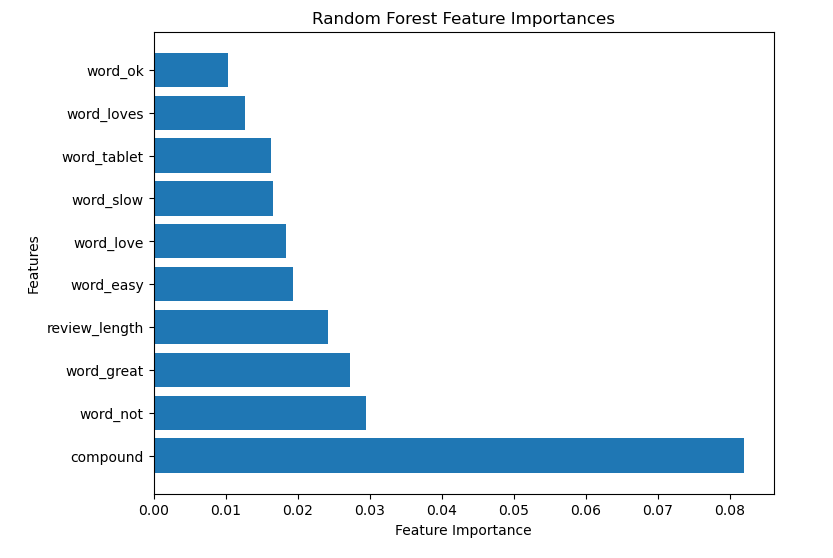 Random Forest Feature Importances
word_ok
word_loves
word_tablet
word_slow
word_love
word_easy
review_length
word_great
word_not
compound
Features
0.00 0.01 0.02 0.03 0.04 0.05 0.06 0.07 0.08
Feature Importance